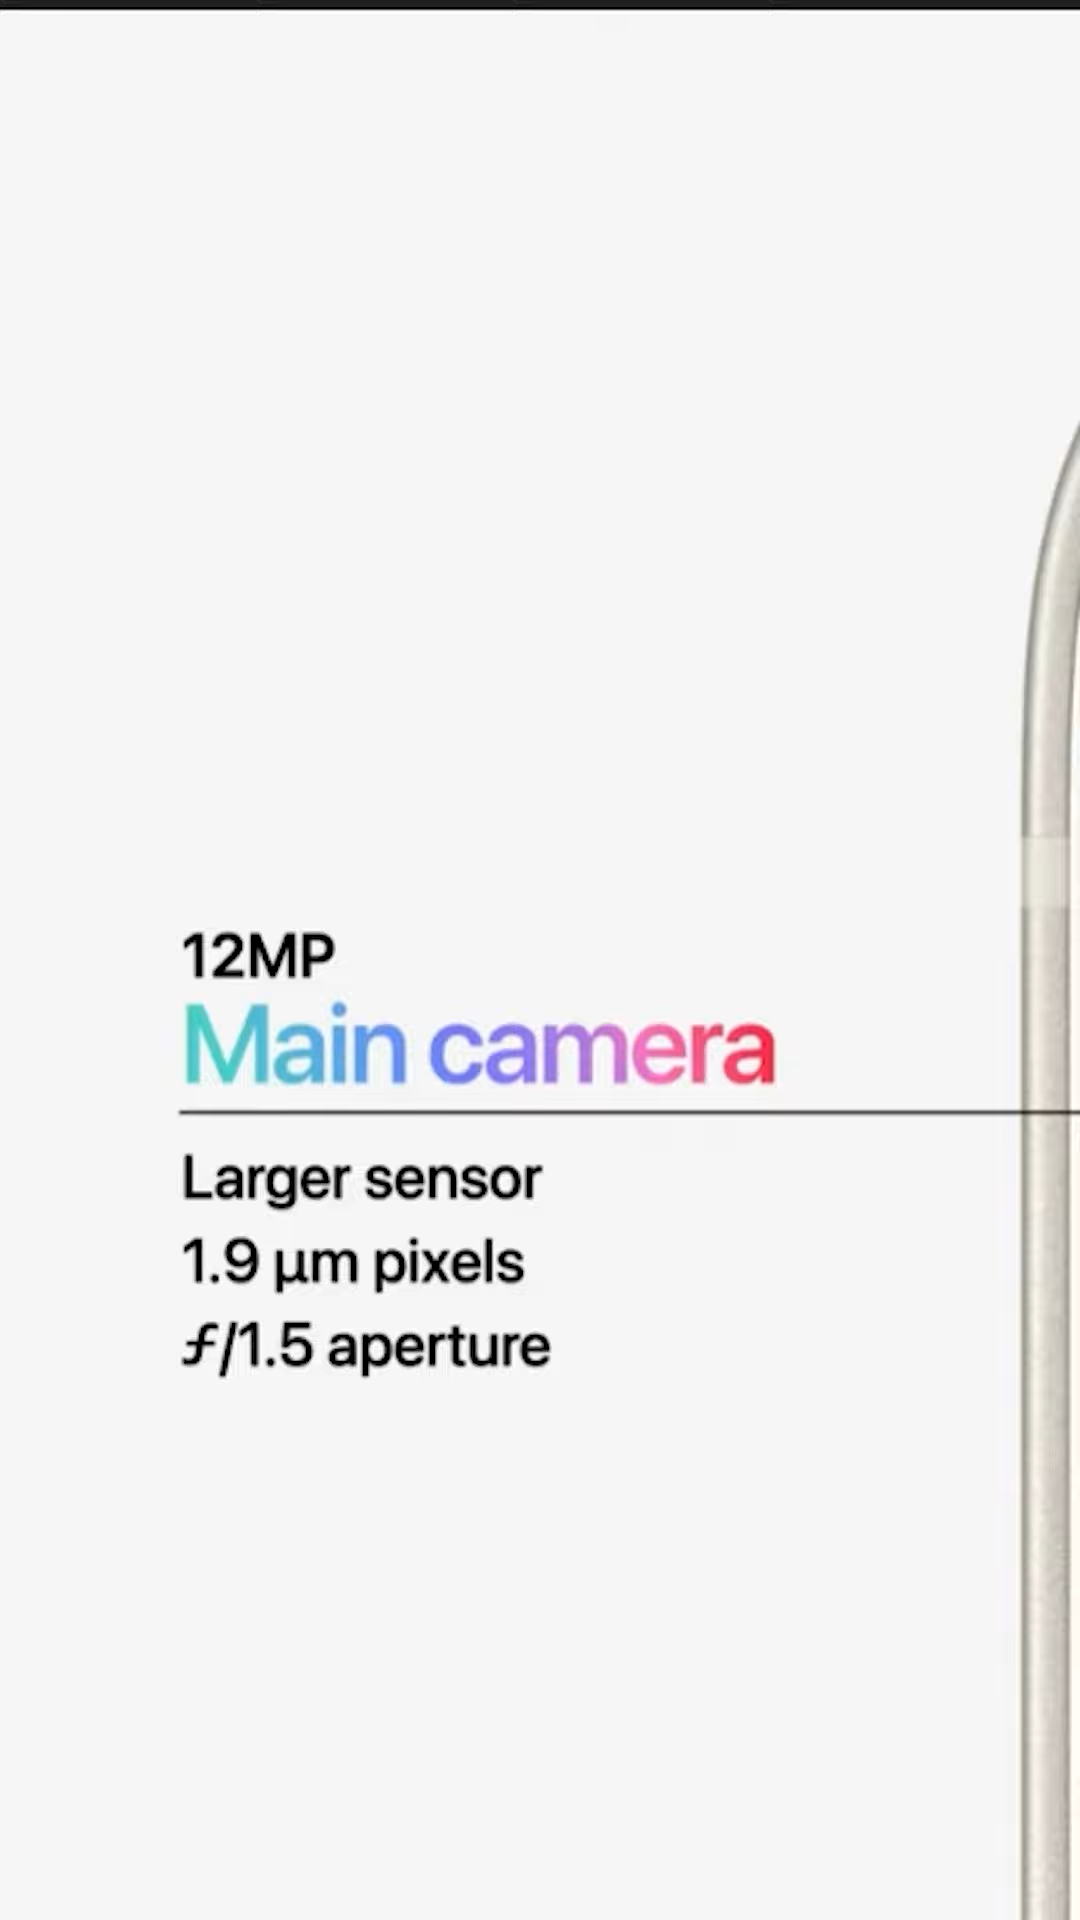 12MP
Main camera
Larger sensor
1.9 µm pixels
ƒ/1.5 aperture